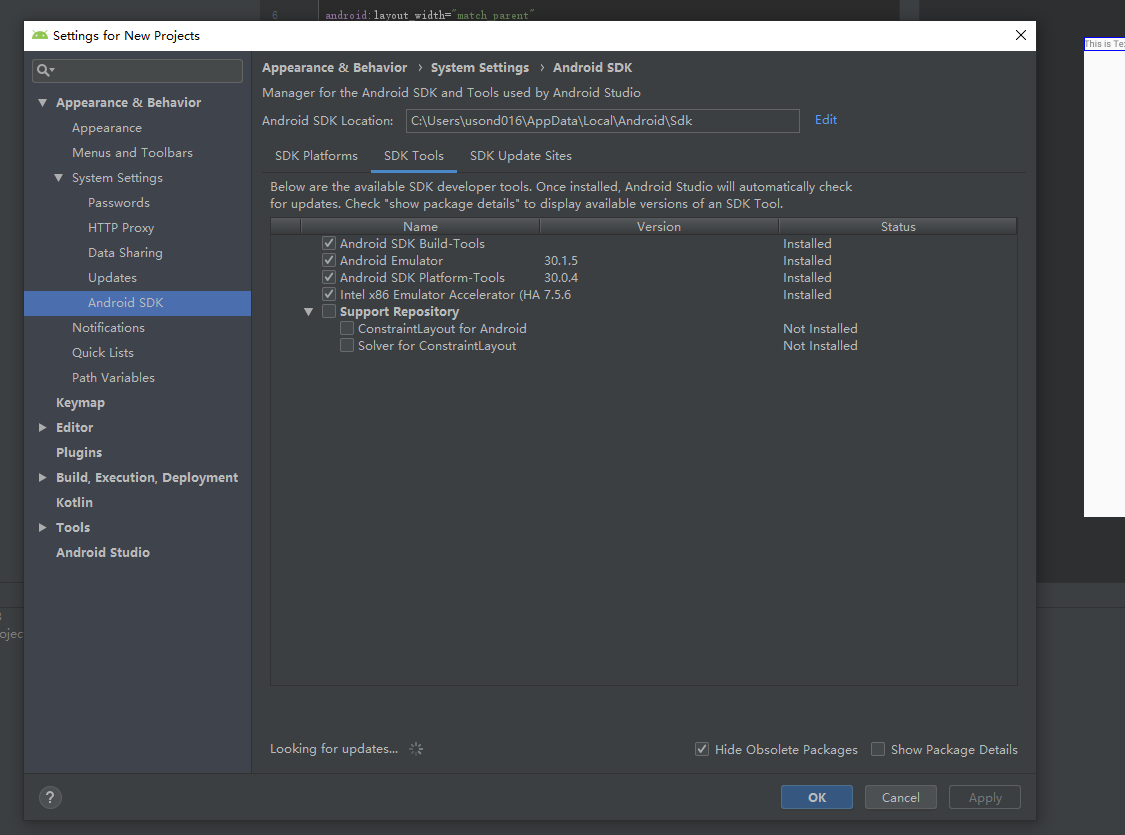 6 android:layout_width="match_parent"
Settings for New Projects
This is Te
Appearance & Behavior
Appearance
Menus and Toolbars
System Settings
Passwords
HTTP Proxy
Data Sharing
Updates
Android SDK
Notifications
Quick Lists
Path Variables
Keymap
Editor
Plugins
Build, Execution, Deployment
Kotlin
Tools
Android Studio
Appearance & Behavior › System Settings › Android SDK
Manager for the Android SDK and Tools used by Android Studio
Android SDK Location: C:\Users\usond016\AppData\Local\Android\Sdk Edit
SDK Platforms SDK Tools SDK Update Sites
Below are the available SDK developer tools. Once installed, Android Studio will automatically check
for updates. Check "show package details" to display available versions of an SDK Tool.
Name Version Status
Android SDK Build-Tools Installed
Android Emulator 30.1.5 Installed
Android SDK Platform-Tools 30.0.4 Installed
Intel x86 Emulator Accelerator (HA 7.5.6 Installed
Support Repository
ConstraintLayout for Android Not Installed
Solver for ConstraintLayout Not Installed
Looking for updates... Hide Obsolete Packages Show Package Details
ojec
? OK Cancel Apply